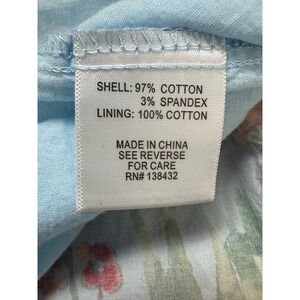 SHELL: 97% COTTON
3% SPANDEX
LINING: 100% COTTON
MADE IN CHINA
SEE REVERSE
FOR CARE
RN# 138432